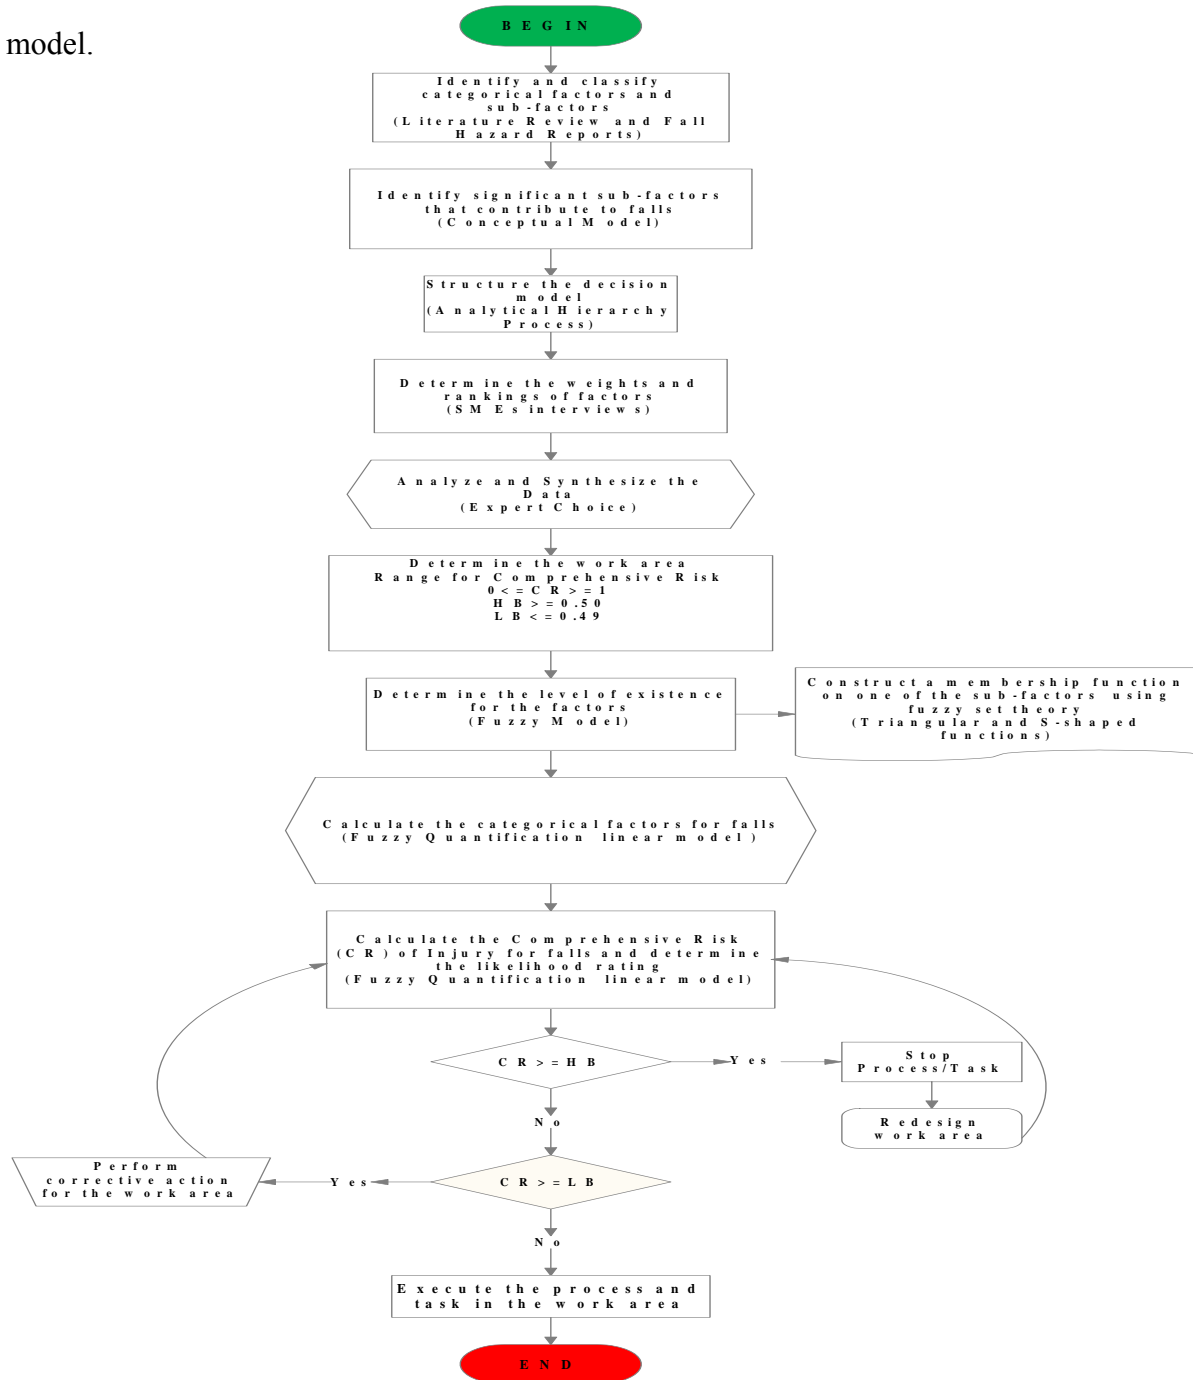 model.
BEGIN
Identify and classify
categorical factors and
sub-factors
(Literature Review and Fall
Hazard Reports)
Identify significant sub-factors
that contribute to falls
(Conceptual Model)
Structure the decision
model
(Analytical Hierarchy
Process)
Determine the weights and
rankings of factors
(SMEs interviews)
Analyze and Synthesize the
Data
(Expert Choice)
Determine the work area
Range for Comprehensive Risk
0<=CR>=1
HB>=0.50
LB<=0.49
Determine the level of existence
for the factors
(Fuzzy Model)
Construct a membership function
on one of the sub-factors using
fuzzy set theory
(Triangular and S-shaped
functions)
Calculate the categorical factors for falls
(Fuzzy Quantification linear model)
Calculate the Comprehensive Risk
(CR) of Injury for falls and determine
the likelihood rating
(Fuzzy Quantification linear model)
CR>=HB
Yes
Stop
Process/Task
Redesign
work area
No
CR>=LB
Yes
Perform
corrective action
for the work area
No
Execute the process and
task in the work area
END